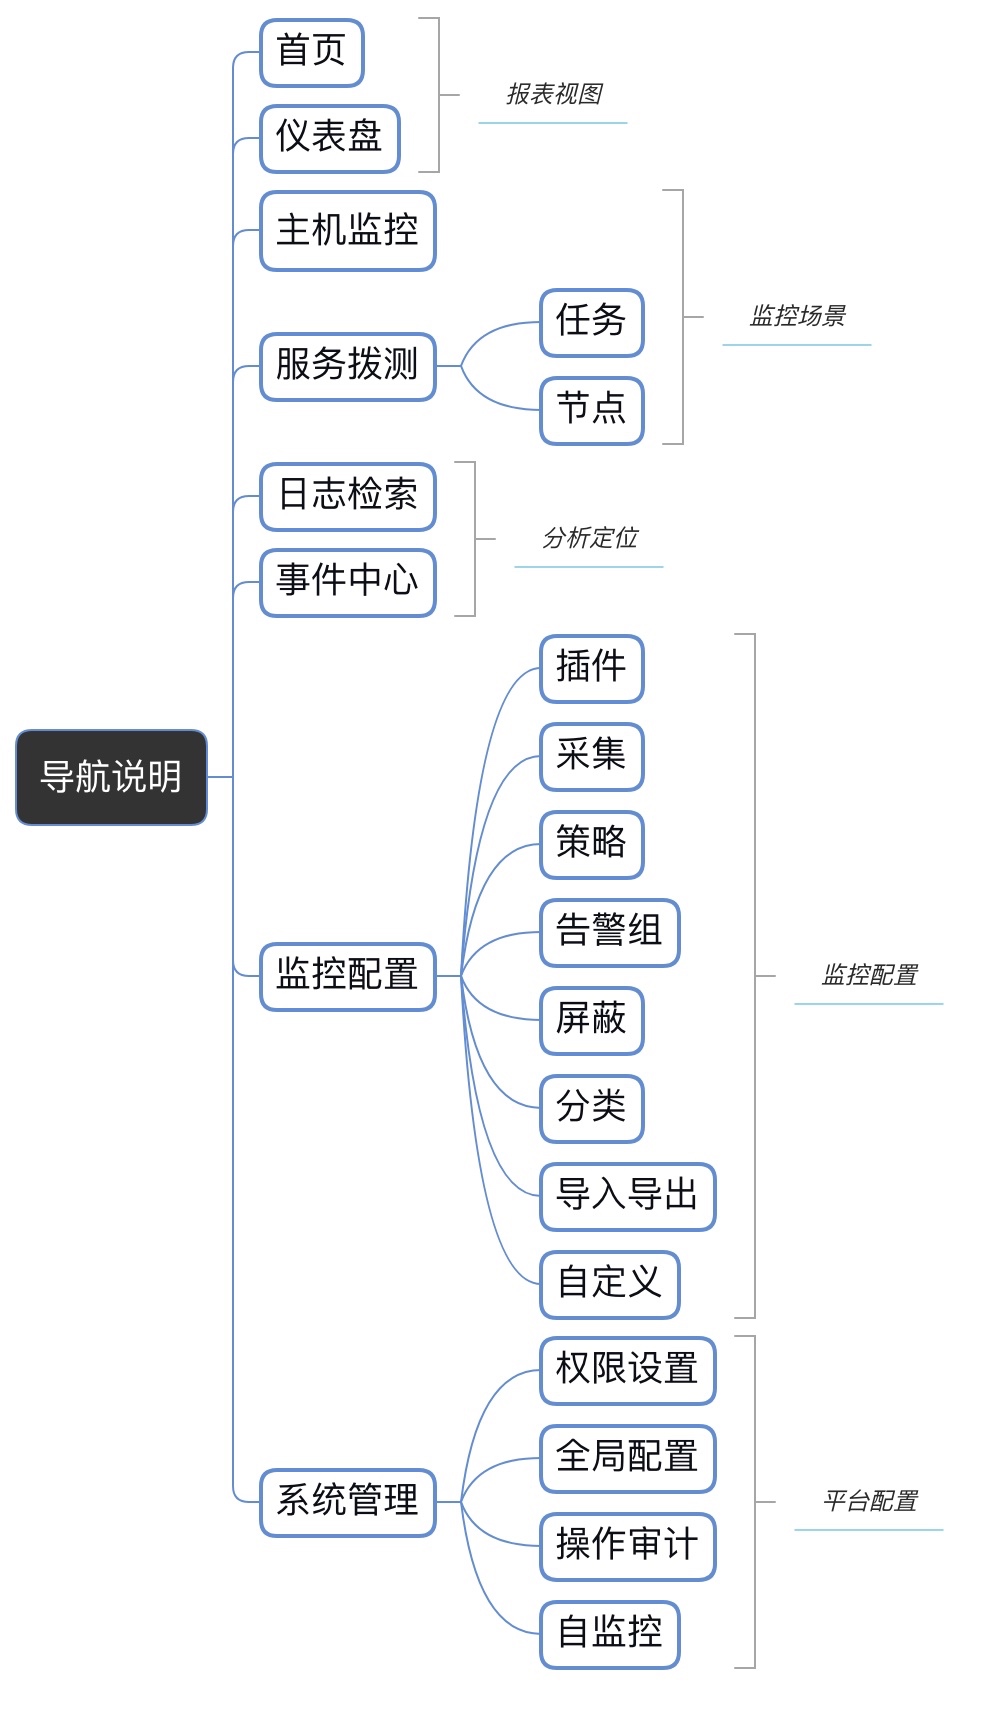 首页
报表视图
仪表盘
主机监控
任务
监控场景
服务拨测
节点
日志检索
分析定位
事件中心
插件
采集
导航说明
策略
告警组
监控配置
监控配置
屏蔽
分类
导入导出
自定义
权限设置
全局配置
系统管理
平台配置
操作审计
自监控